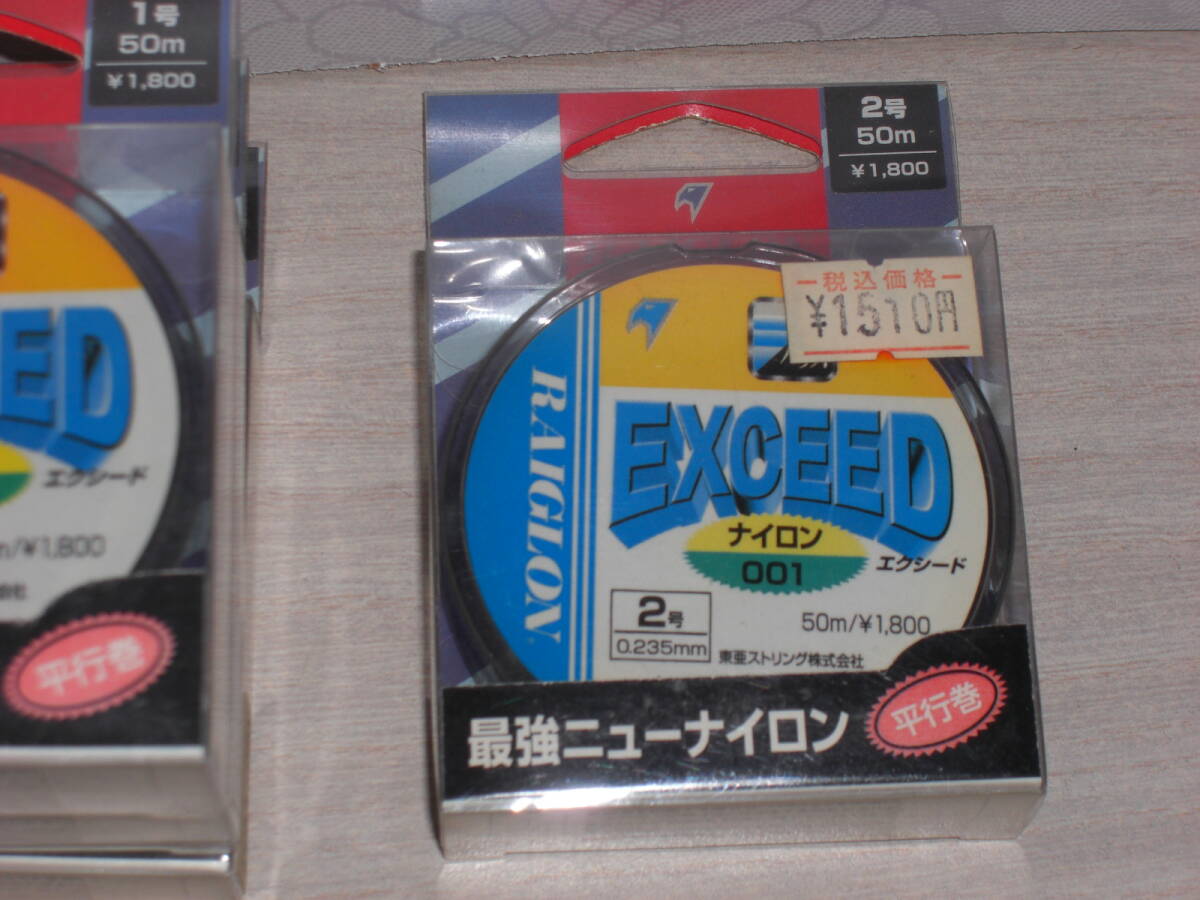 1号
50m
¥1,800
ED
エクシード
m/¥1,800
会社
平行巻
2号
50m
¥1,800
税込価格
¥1510円
RAIGLON
EXCEED
ナイロン
001
エクシード
2号
0.235mm
50m/¥1,800
東亜ストリング株式会社
最強ニューナイロン
平行巻